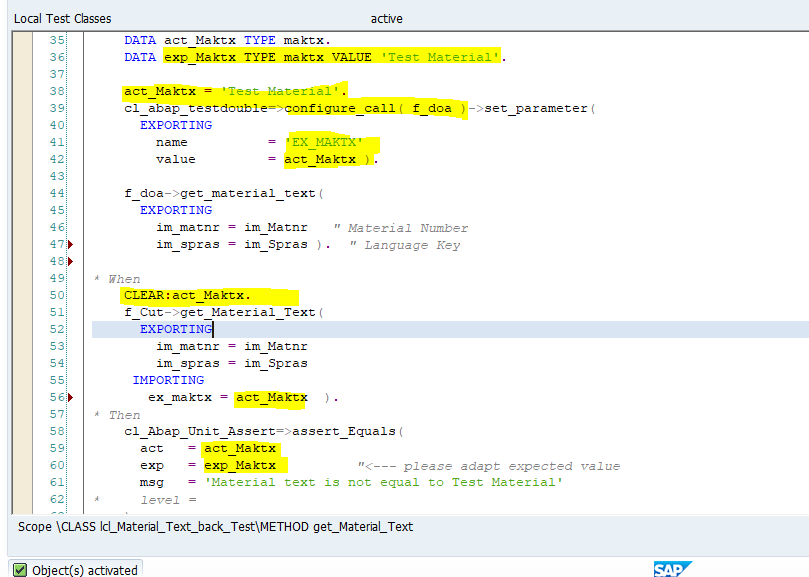 Local Test Classes active
35 DATA act_Maktx TYPE maktx.
36 DATA exp_Maktx TYPE maktx VALUE 'Test Material'.
37
38 act_Maktx = 'Test Material'.
39 cl_abap_testdouble=>configure_call( f_doa )->set_parameter(
40 EXPORTING
41 name = 'EX_MAKTX'
42 value = act_Maktx ).
43
44 f_doa->get_material_text(
45 EXPORTING
46 im_matnr = im_Matnr " Material Number
47 im_spras = im_Spras ). " Language Key
48
49 * When
50 CLEAR:act_Maktx.
51 f_Cut->get_Material_Text(
52 EXPORTING
53 im_matnr = im_Matnr
54 im_spras = im_Spras
55 IMPORTING
56 ex_maktx = act_Maktx ).
57 * Then
58 cl_Abap_Unit_Assert=>assert_Equals(
59 act = act_Maktx
60 exp = exp_Maktx "<--- please adapt expected value
61 msg = 'Material text is not equal to Test Material'
62 * level =
Scope \CLASS lcl_Material_Text_back_Test\METHOD get_Material_Text
Object(s) activated
SAP